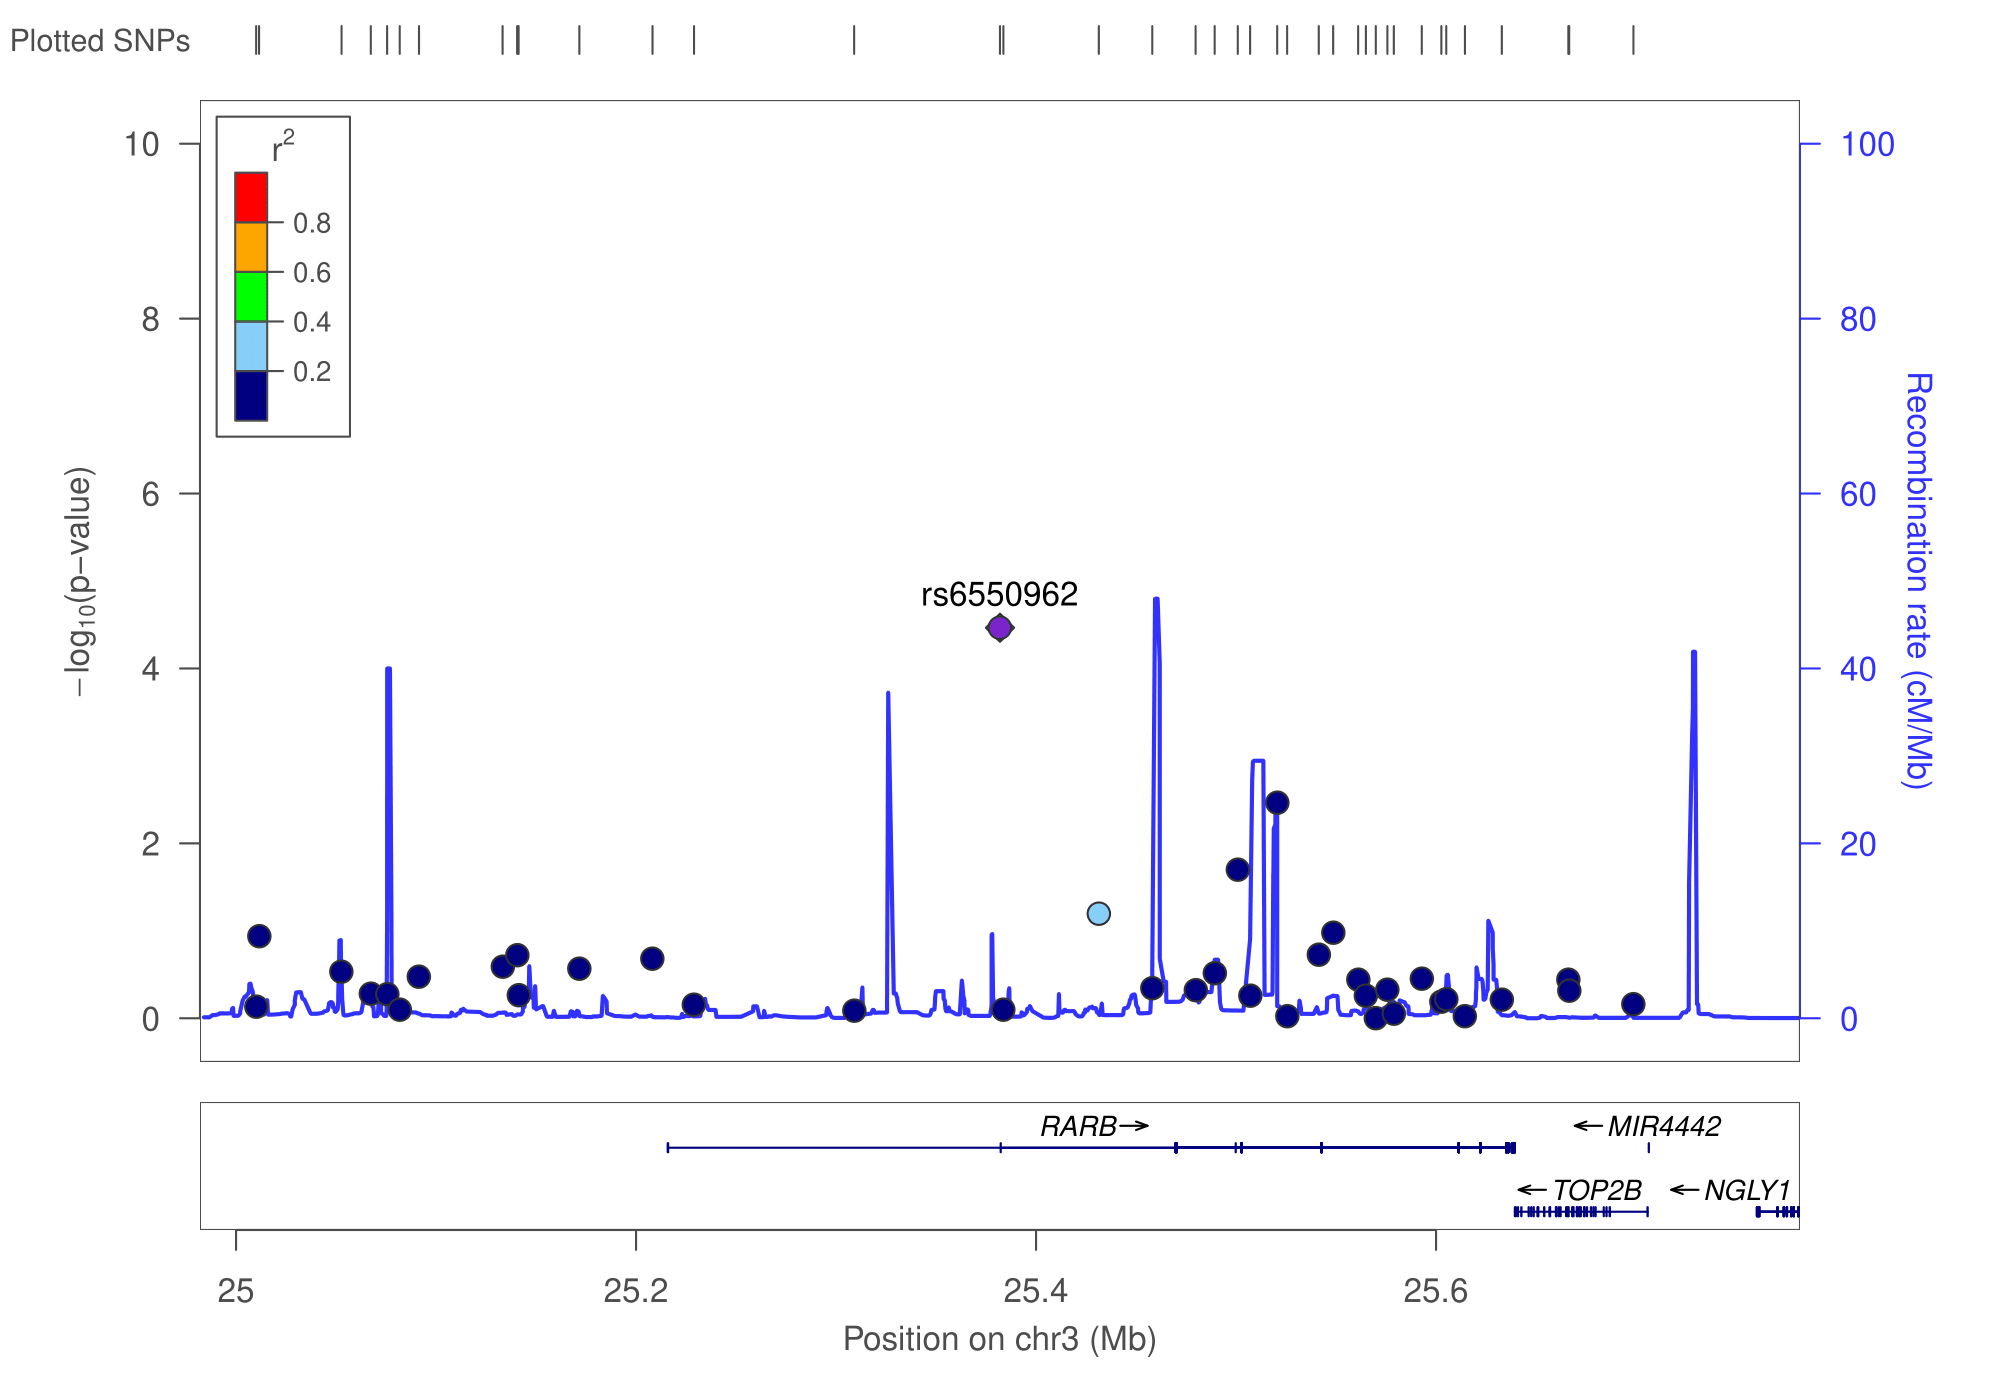 Plotted SNPs
r2
0.8
0.6
0.4
0.2
10
8
6
4
2
0
−log10(p−value)
100
80
60
40
20
0
Recombination rate (cM/Mb)
rs6550962
RARB→
←MIR4442
←TOP2B
←NGLY1
25
25.2
25.4
25.6
Position on chr3 (Mb)